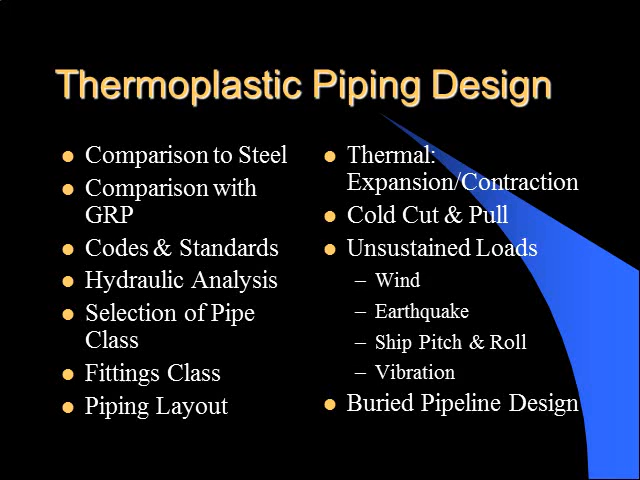 Thermoplastic Piping Design
● Comparison to Steel
● Comparison with
GRP
● Codes & Standards
● Hydraulic Analysis
● Selection of Pipe
Class
● Fittings Class
● Piping Layout
● Thermal:
Expansion/Contraction
● Cold Cut & Pull
● Unsustained Loads
– Wind
– Earthquake
– Ship Pitch & Roll
– Vibration
● Buried Pipeline Design